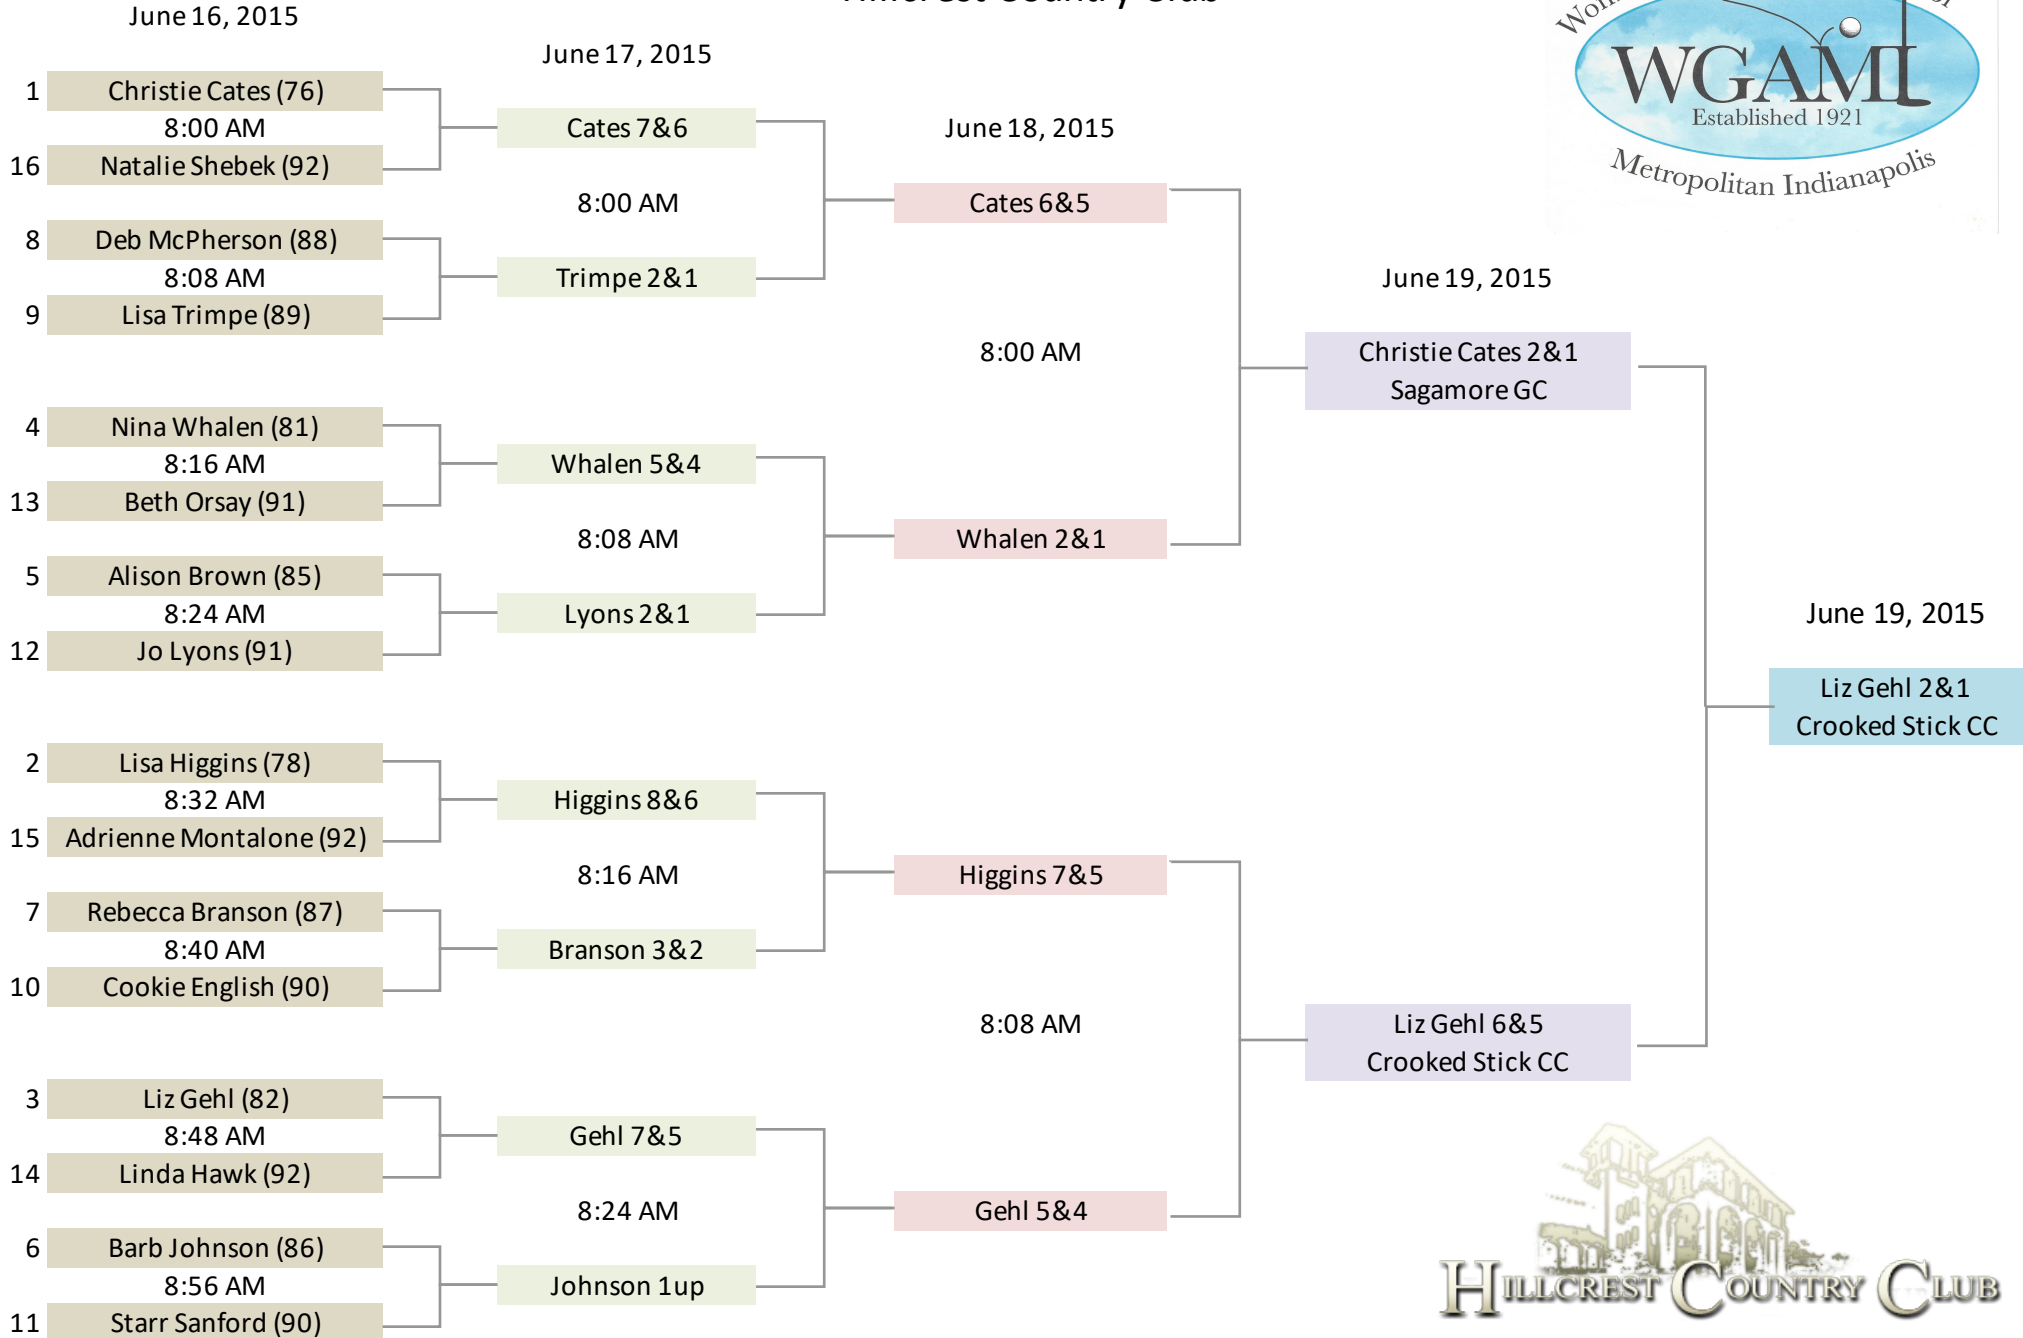 June 16, 2015
June 17, 2015
1 Christie Cates (76)
8:00 AM
16 Natalie Shebek (92)
8 Deb McPherson (88)
8:08 AM
9 Lisa Trimpe (89)
4 Nina Whalen (81)
8:16 AM
13 Beth Orsay (91)
5 Alison Brown (85)
8:24 AM
12 Jo Lyons (91)
2 Lisa Higgins (78)
8:32 AM
15 Adrienne Montalone (92)
7 Rebecca Branson (87)
8:40 AM
10 Cookie English (90)
3 Liz Gehl (82)
8:48 AM
14 Linda Hawk (92)
6 Barb Johnson (86)
8:56 AM
11 Starr Sanford (90)
Cates 7&6
8:00 AM
Trimpe 2&1
Whalen 5&4
8:08 AM
Lyons 2&1
Higgins 8&6
8:16 AM
Branson 3&2
Gehl 7&5
8:24 AM
Johnson 1up
June 18, 2015
Cates 6&5
8:00 AM
Whalen 2&1
Higgins 7&5
8:08 AM
Gehl 5&4
June 19, 2015
Christie Cates 2&1
Sagamore GC
Liz Gehl 6&5
Crooked Stick CC
June 19, 2015
Liz Gehl 2&1
Crooked Stick CC
WGAMI
Established 1921
Metropolitan Indianapolis
HILLCREST COUNTRY CLUB